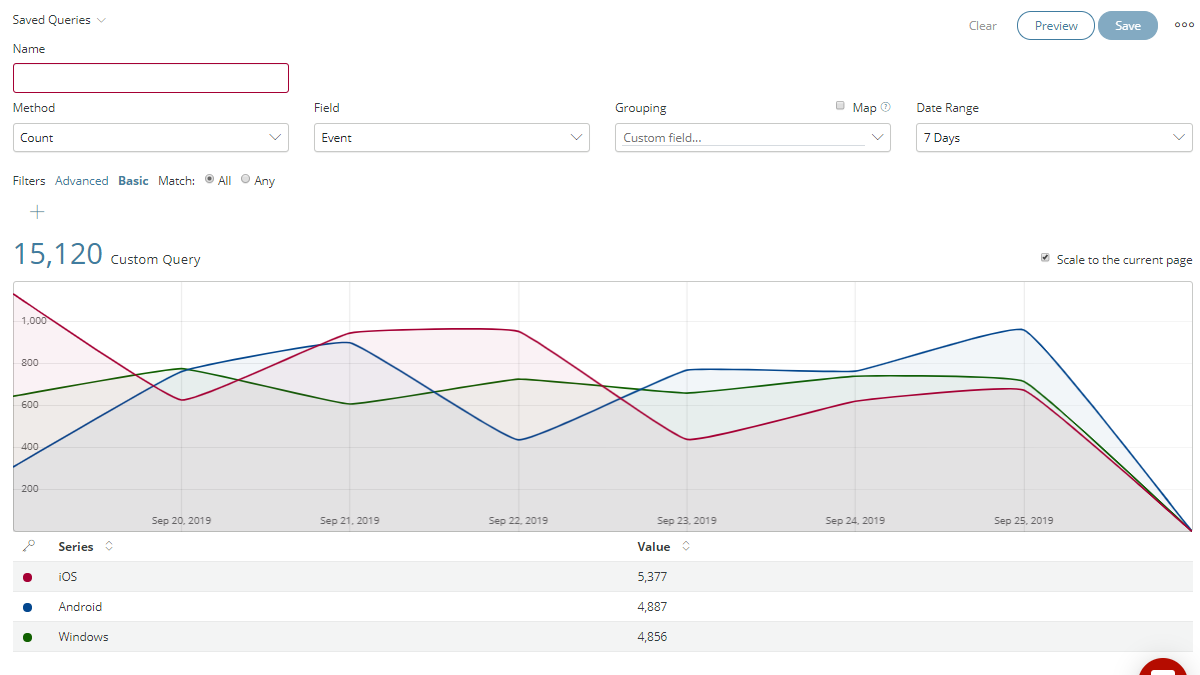 Saved Queries
Clear Preview Save
Name
Method Field Grouping Map ? Date Range
Count Event Custom field... 7 Days
Filters Advanced Basic Match: All Any
15,120 Custom Query Scale to the current page
1,000
800
600
400
200
Sep 20, 2019 Sep 21, 2019 Sep 22, 2019 Sep 23, 2019 Sep 24, 2019 Sep 25, 2019
Series Value
iOS 5,377
Android 4,887
Windows 4,856